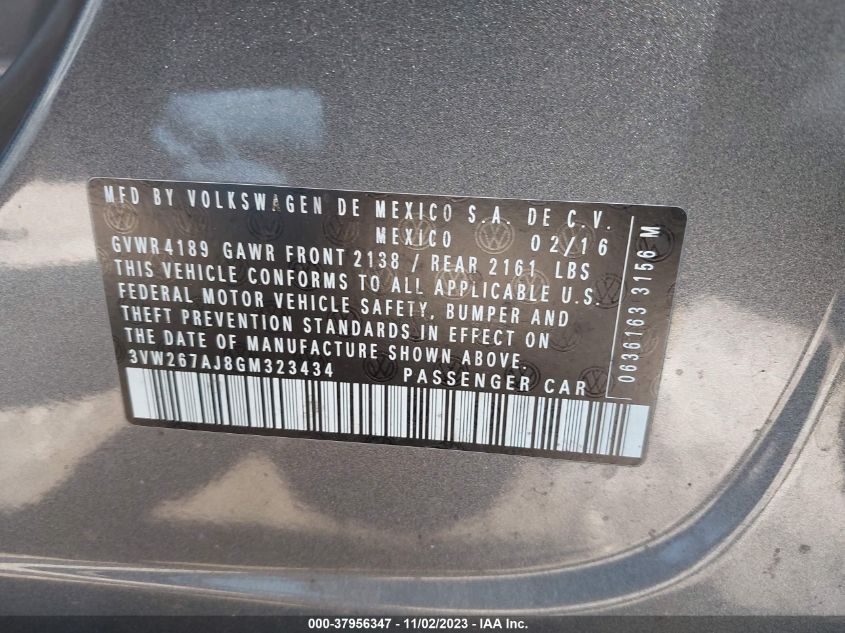 MFD BY VOLKSWAGEN DE MEXICO S.A. DE C.V.
MEXICO 02/16
GVWR 4189 GAWR FRONT 2138 / REAR 2161 LBS
THIS VEHICLE CONFORMS TO ALL APPLICABLE U.S.
FEDERAL MOTOR VEHICLE SAFETY, BUMPER AND
THEFT PREVENTION STANDARDS IN EFFECT ON
THE DATE OF MANUFACTURE SHOWN ABOVE.
3VW267AJ8GM323434 PASSENGER CAR
0636163 3156 M
000-37956347 - 11/02/2023 - IAA Inc.